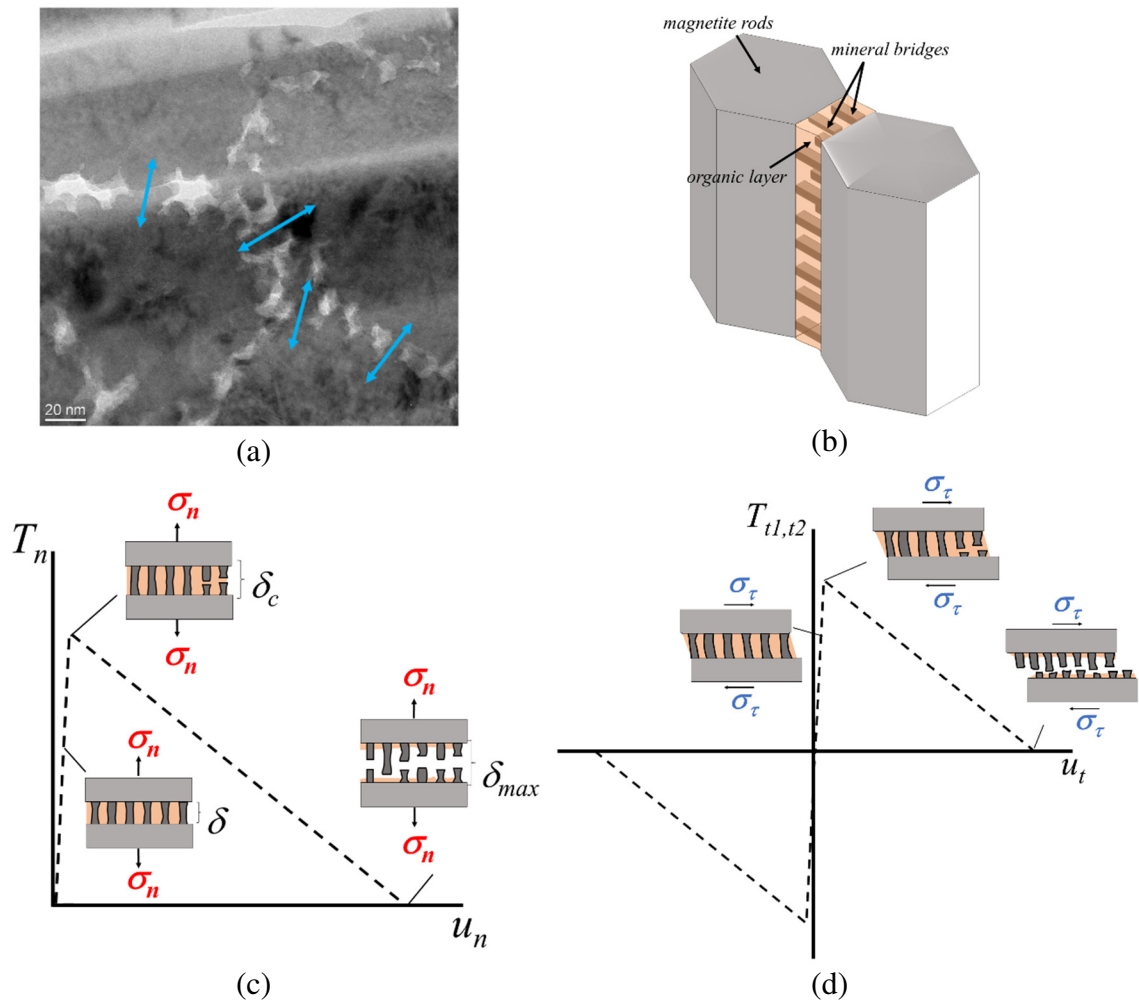 magnetite rods
mineral bridges
organic layer
20 nm
(a)
(b)
Tn
σn
δc
σn
σn
δ
σn
σn
δmax
σn
un
(c)
Tt1,t2
στ
στ
στ
στ
στ
στ
ut
(d)